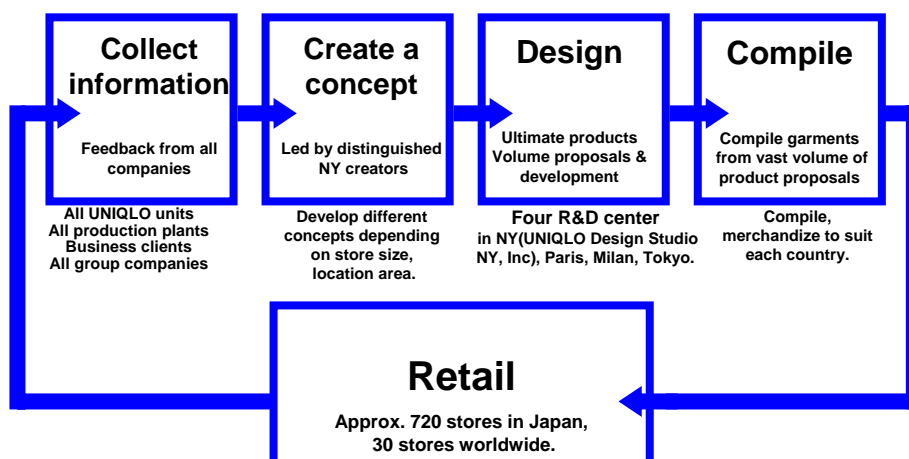 Collect
information
Feedback from all
companies
All UNIQLO units
All production plants
Business clients
All group companies
Create a
concept
Led by distinguished
NY creators
Develop different
concepts depending
on store size,
location area.
Design
Ultimate products
Volume proposals &
development
Four R&D center
in NY(UNIQLO Design Studio
NY, Inc), Paris, Milan, Tokyo.
Compile
Compile garments
from vast volume of
product proposals
Compile,
merchandize to suit
each country.
Retail
Approx. 720 stores in Japan,
30 stores worldwide.